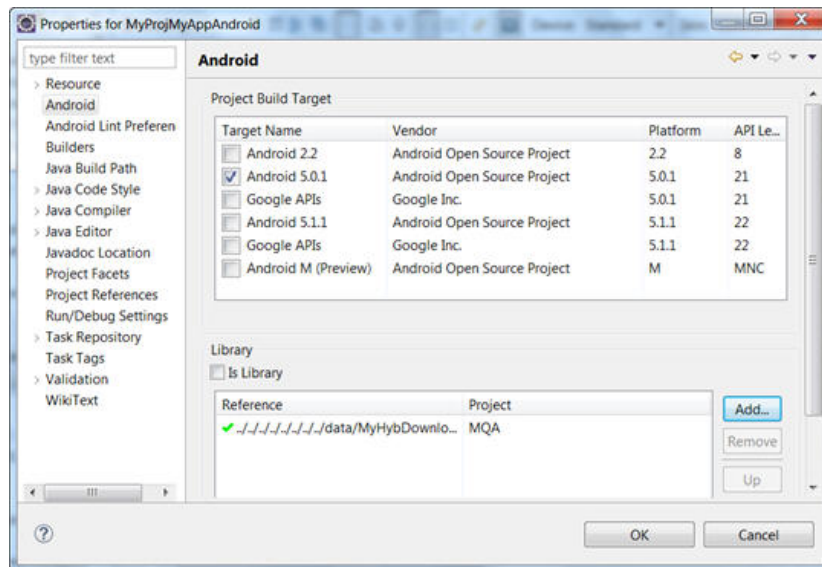 Properties for MyProjMyAppAndroid
type filter text
Android
Resource
Android
Android Lint Preferen
Builders
Java Build Path
Java Code Style
Java Compiler
Java Editor
Javadoc Location
Project Facets
Project References
Run/Debug Settings
Task Repository
Task Tags
Validation
WikiText
Project Build Target
Target Name Vendor Platform API Le...
Android 2.2 Android Open Source Project 2.2 8
Android 5.0.1 Android Open Source Project 5.0.1 21
Google APIs Google Inc. 5.0.1 21
Android 5.1.1 Android Open Source Project 5.1.1 22
Google APIs Google Inc. 5.1.1 22
Android M (Preview) Android Open Source Project M MNC
Library
Is Library
Reference Project
../../../../../../../../data/MyHybDownlo... MQA
Add...
Remove
Up
OK Cancel